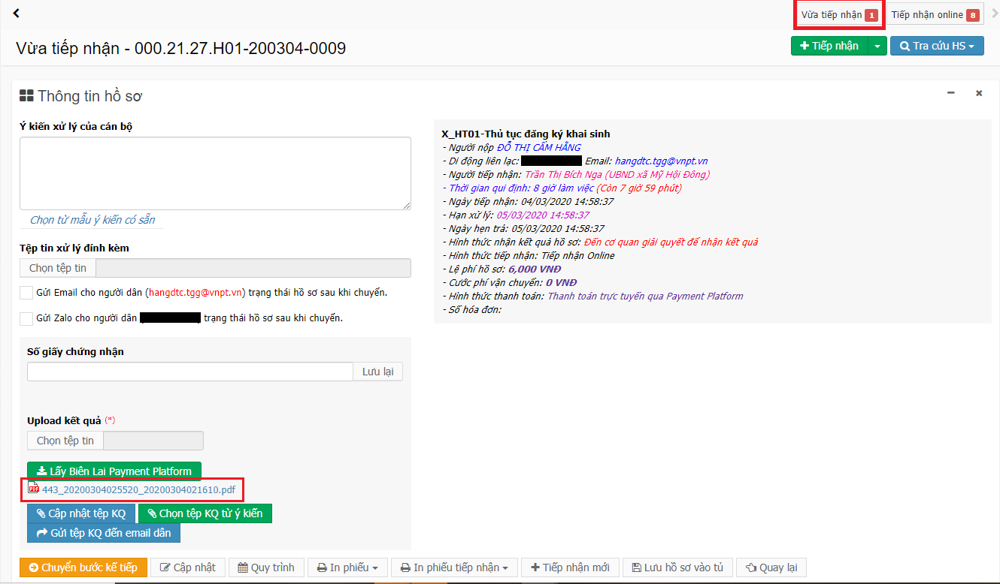 Vừa tiếp nhận 1 Tiếp nhận online 8
Vừa tiếp nhận - 000.21.27.H01-200304-0009
Tiếp nhận Tra cứu HS
Thông tin hồ sơ
Ý kiến xử lý của cán bộ
Chọn từ mẫu ý kiến có sẵn
Tệp tin xử lý đính kèm
Chọn tệp tin
Gửi Email cho người dân (hangdtc.tgg@vnpt.vn) trạng thái hồ sơ sau khi chuyển.
Gửi Zalo cho người dân trạng thái hồ sơ sau khi chuyển.
Số giấy chứng nhận
Lưu lại
Upload kết quả (*)
Chọn tệp tin
Lấy Biên Lai Payment Platform
443_20200304025520_20200304021610.pdf
Cập nhật tệp KQ Chọn tệp KQ từ ý kiến
Gửi tệp KQ đến email dân
X_HT01-Thủ tục đăng ký khai sinh
- Người nộp ĐỖ THỊ CẨM HẰNG
- Di động liên lạc: Email: hangdtc.tgg@vnpt.vn
- Người tiếp nhận: Trần Thị Bích Nga (UBND xã Mỹ Hội Đông)
- Thời gian qui định: 8 giờ làm việc (Còn 7 giờ 59 phút)
- Ngày tiếp nhận: 04/03/2020 14:58:37
- Hạn xử lý: 05/03/2020 14:58:37
- Ngày hẹn trả: 05/03/2020 14:58:37
- Hình thức nhận kết quả hồ sơ: Đến cơ quan giải quyết để nhận kết quả
- Hình thức tiếp nhận: Tiếp nhận Online
- Lệ phí hồ sơ: 6,000 VNĐ
- Cước phí vận chuyển: 0 VNĐ
- Hình thức thanh toán: Thanh toán trực tuyến qua Payment Platform
- Số hóa đơn:
Chuyển bước kế tiếp Cập nhật Quy trình In phiếu In phiếu tiếp nhận Tiếp nhận mới Lưu hồ sơ vào tủ Quay lại